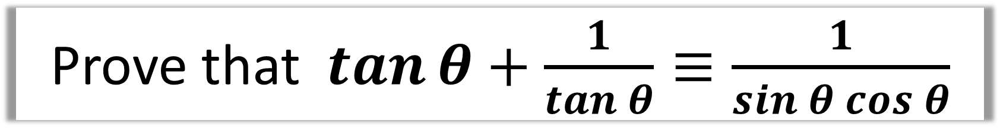 Prove that tan θ + 1/tan θ ≡ 1/(sin θ cos θ)